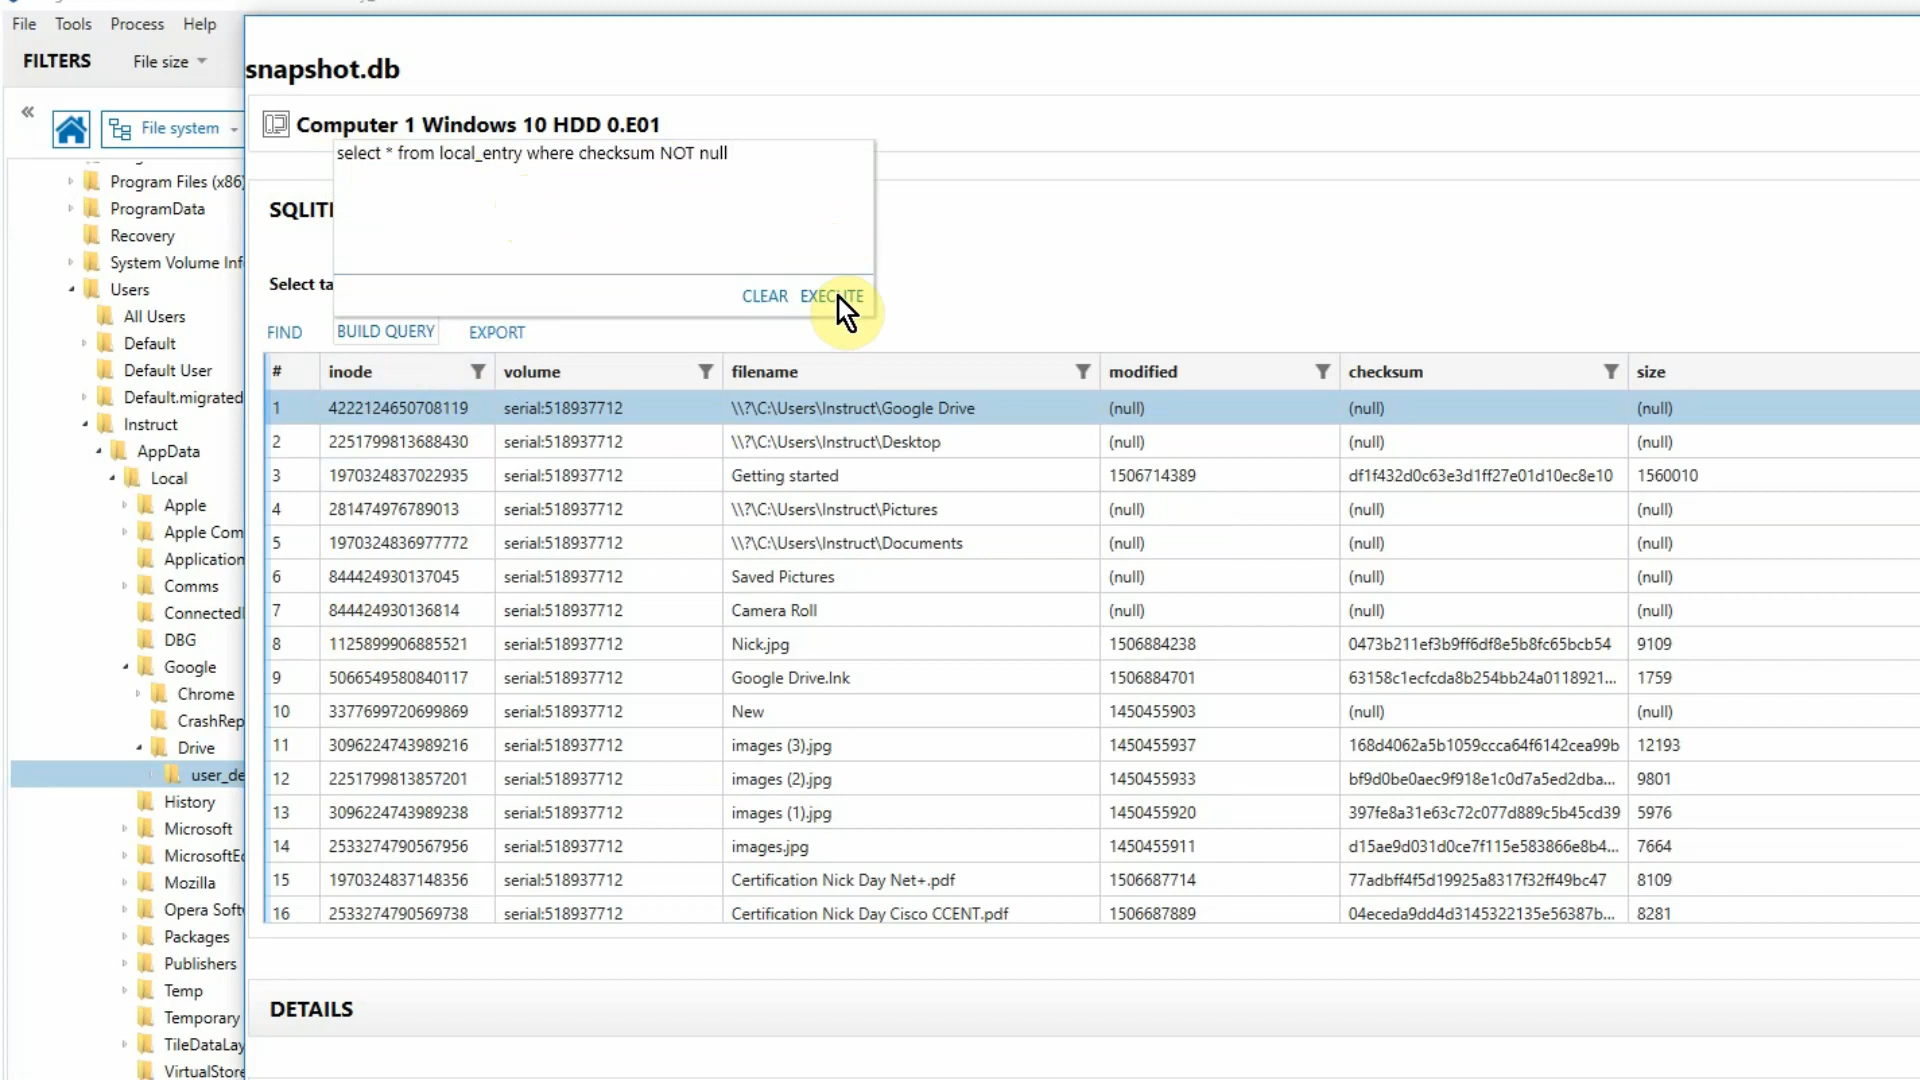 File Tools Process Help
FILTERS File size
snapshot.db
Computer 1 Windows 10 HDD 0.E01
File system
select * from local_entry where checksum NOT null
SQLIT
Select ta
CLEAR EXECUTE
FIND BUILD QUERY EXPORT
Program Files (x86)
ProgramData
Recovery
System Volume Inf
Users
All Users
Default
Default User
Default.migrated
Instruct
AppData
Local
Apple
Apple Com
Application
Comms
Connected
DBG
Google
Chrome
CrashRep
Drive
user_de
History
Microsoft
MicrosoftEd
Mozilla
Opera Soft
Packages
Publishers
Temp
Temporary
TileDataLay
VirtualStore
# inode volume filename modified checksum size
1 4222124650708119 serial:518937712 \\?\C:\Users\Instruct\Google Drive (null) (null) (null)
2 2251799813688430 serial:518937712 \\?\C:\Users\Instruct\Desktop (null) (null) (null)
3 1970324837022935 serial:518937712 Getting started 1506714389 df1f432d0c63e3d1ff27e01d10ec8e10 1560010
4 281474976789013 serial:518937712 \\?\C:\Users\Instruct\Pictures (null) (null) (null)
5 1970324836977772 serial:518937712 \\?\C:\Users\Instruct\Documents (null) (null) (null)
6 844424930137045 serial:518937712 Saved Pictures (null) (null) (null)
7 844424930136814 serial:518937712 Camera Roll (null) (null) (null)
8 1125899906885521 serial:518937712 Nick.jpg 1506884238 0473b211ef3b9ff6df8e5b8fc65bcb54 9109
9 5066549580840117 serial:518937712 Google Drive.lnk 1506884701 63158c1ecfcda8b254bb24a0118921... 1759
10 3377699720699869 serial:518937712 New 1450455903 (null) (null)
11 3096224743989216 serial:518937712 images (3).jpg 1450455937 168d4062a5b1059ccca64f6142cea99b 12193
12 2251799813857201 serial:518937712 images (2).jpg 1450455933 bf9d0be0aec9f918e1c0d7a5ed2dba... 9801
13 3096224743989238 serial:518937712 images (1).jpg 1450455920 397fe8a31e63c72c077d889c5b45cd39 5976
14 2533274790567956 serial:518937712 images.jpg 1450455911 d15ae9d031d0ce7f115e583866e8b4... 7664
15 1970324837148356 serial:518937712 Certification Nick Day Net+.pdf 1506687714 77adbff4f5d19925a8317f32ff49bc47 8109
16 2533274790569738 serial:518937712 Certification Nick Day Cisco CCENT.pdf 1506687889 04eceda9dd4d3145322135e56387b... 8281
DETAILS